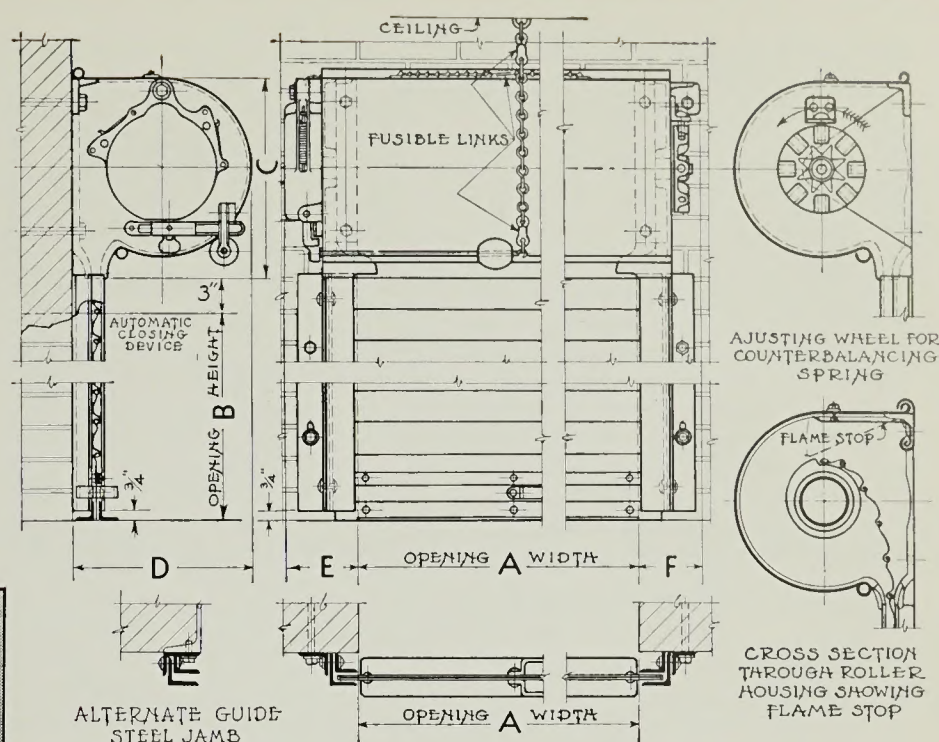 CEILING
FUSIBLE LINKS
C
3"
AUTOMATIC
CLOSING
DEVICE
OPENING HEIGHT
B
3/4"
3/4"
D
E
OPENING A WIDTH
F
AJUSTING WHEEL FOR
COUNTERBALANCING
SPRING
FLAME STOP
CROSS SECTION
THROUGH ROLLER
HOUSING SHOWING
FLAME STOP
ALTERNATE GUIDE
STEEL JAMB
OPENING A WIDTH